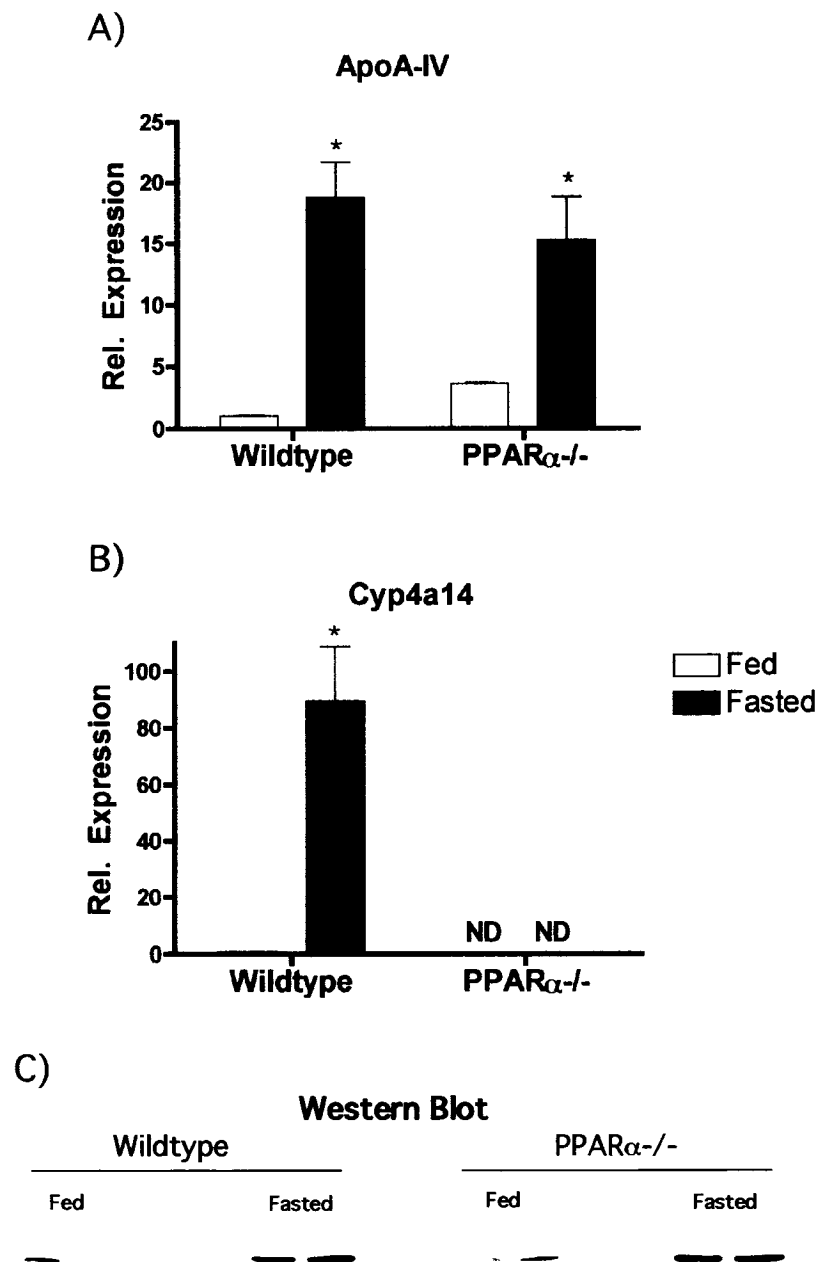 A)
ApoA-IV
Rel. Expression
25
20
15
10
5
0
*
*
Wildtype PPARα-/-
B)
Cyp4a14
Rel. Expression
100
80
60
40
20
0
*
ND ND
Wildtype PPARα-/-
Fed
Fasted
C)
Western Blot
Wildtype PPARα-/-
Fed Fasted Fed Fasted